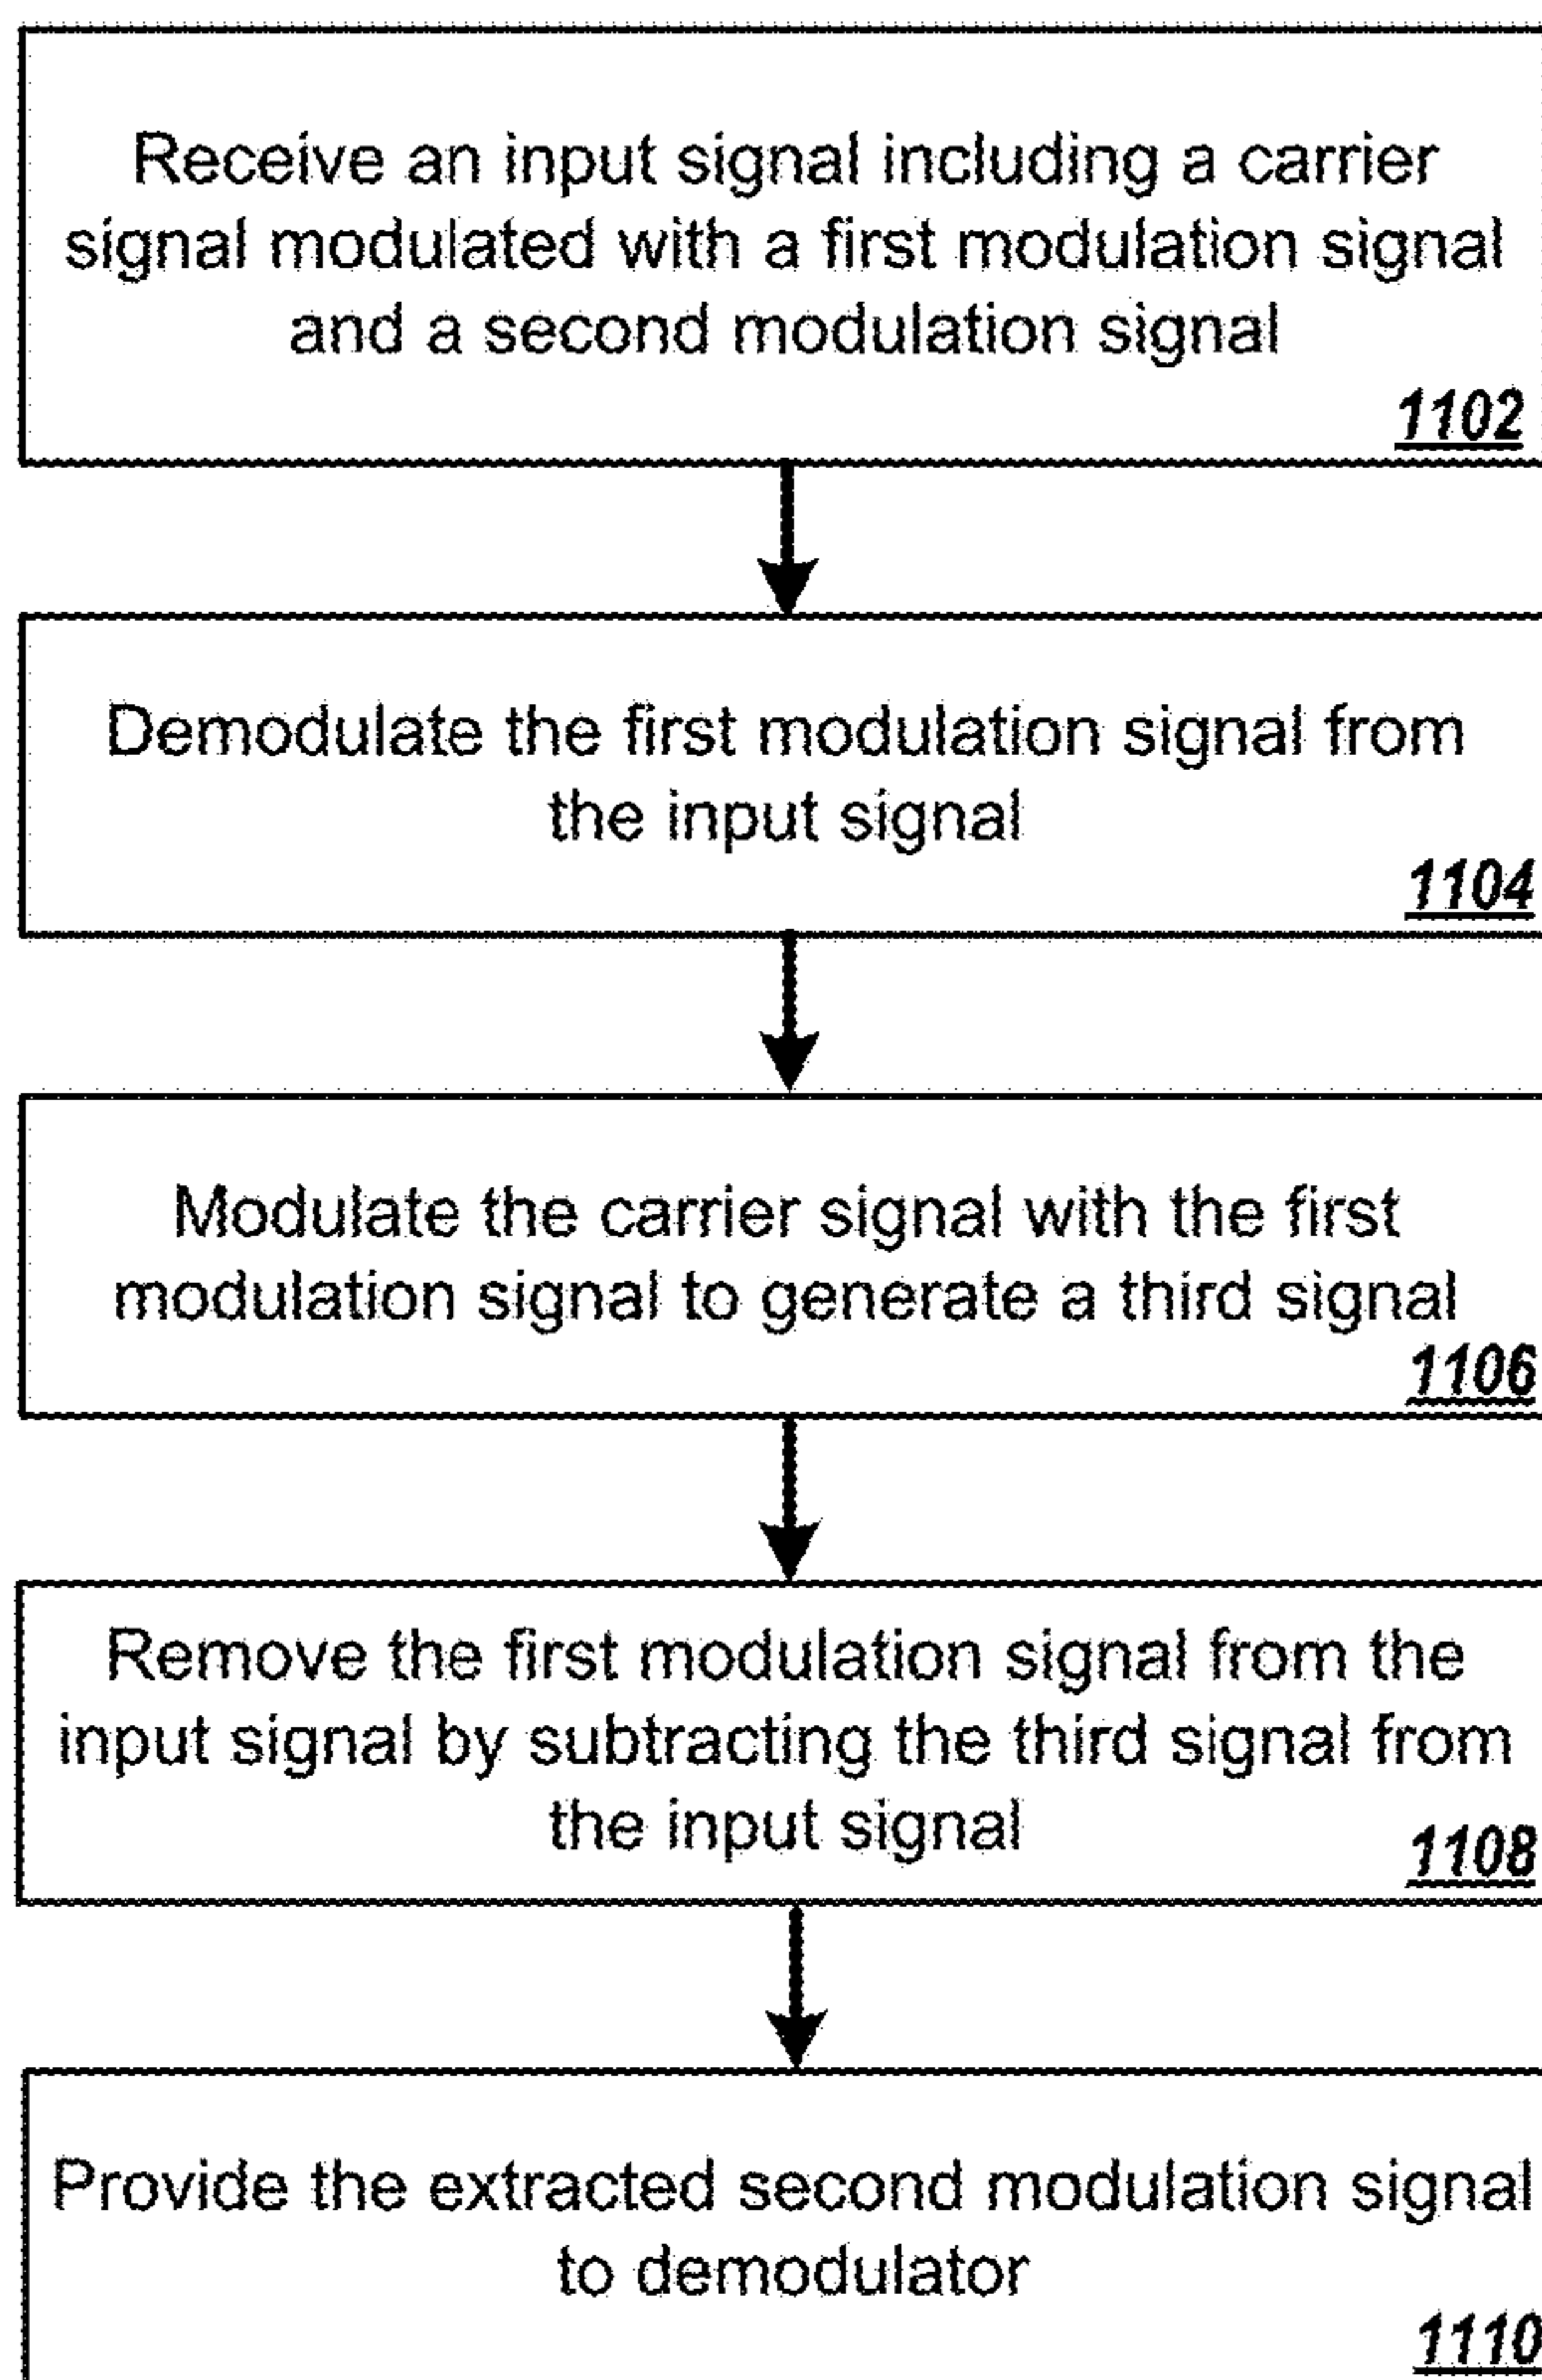 Receive an input signal including a carrier
signal modulated with a first modulation signal
and a second modulation signal
1102
Demodulate the first modulation signal from
the input signal
1104
Modulate the carrier signal with the first
modulation signal to generate a third signal
1106
Remove the first modulation signal from the
input signal by subtracting the third signal from
the input signal
1108
Provide the extracted second modulation signal
to demodulator
1110